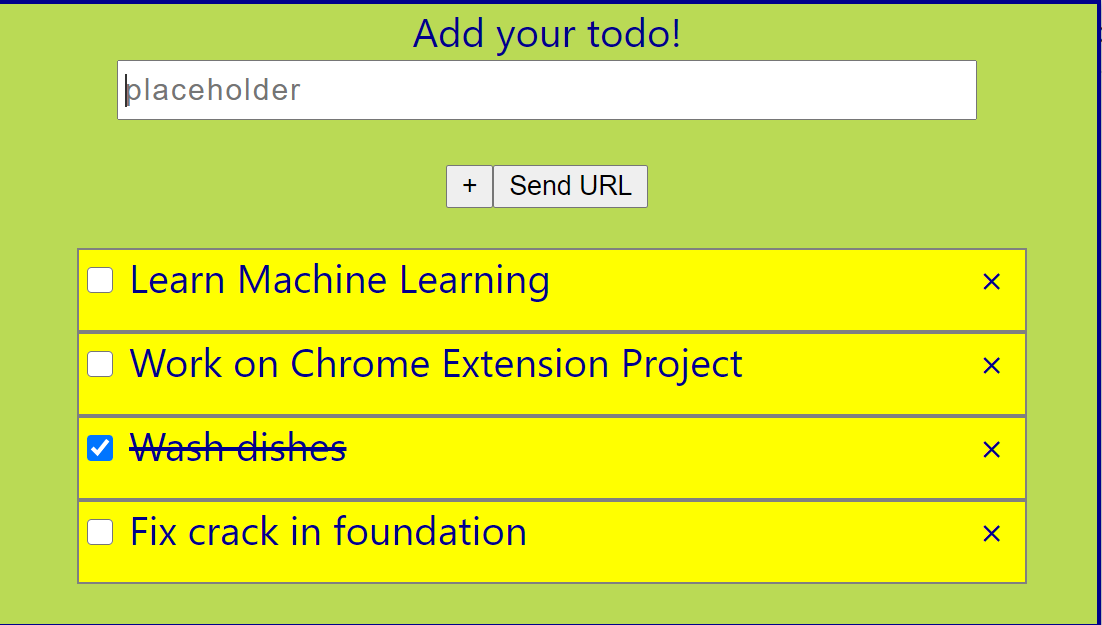 Add your todo!
placeholder
+ Send URL
Learn Machine Learning ×
Work on Chrome Extension Project ×
Wash dishes ×
Fix crack in foundation ×